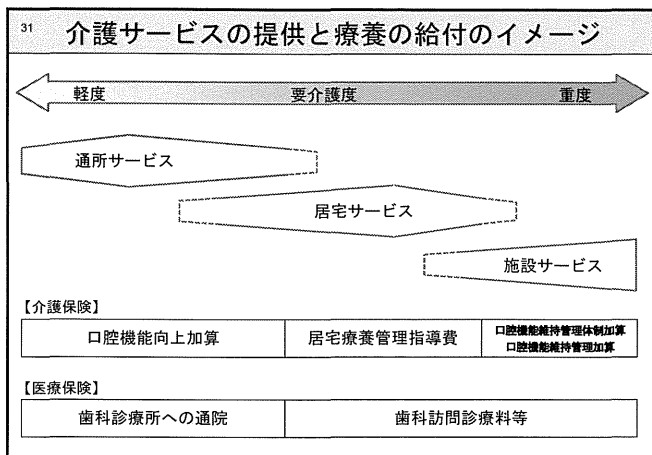 31
介護サービスの提供と療養の給付のイメージ
軽度 要介護度 重度
通所サービス
居宅サービス
施設サービス
【介護保険】
口腔機能向上加算 居宅療養管理指導費 口腔機能維持管理体制加算
口腔機能維持管理加算
【医療保険】
歯科診療所への通院 歯科訪問診療料等